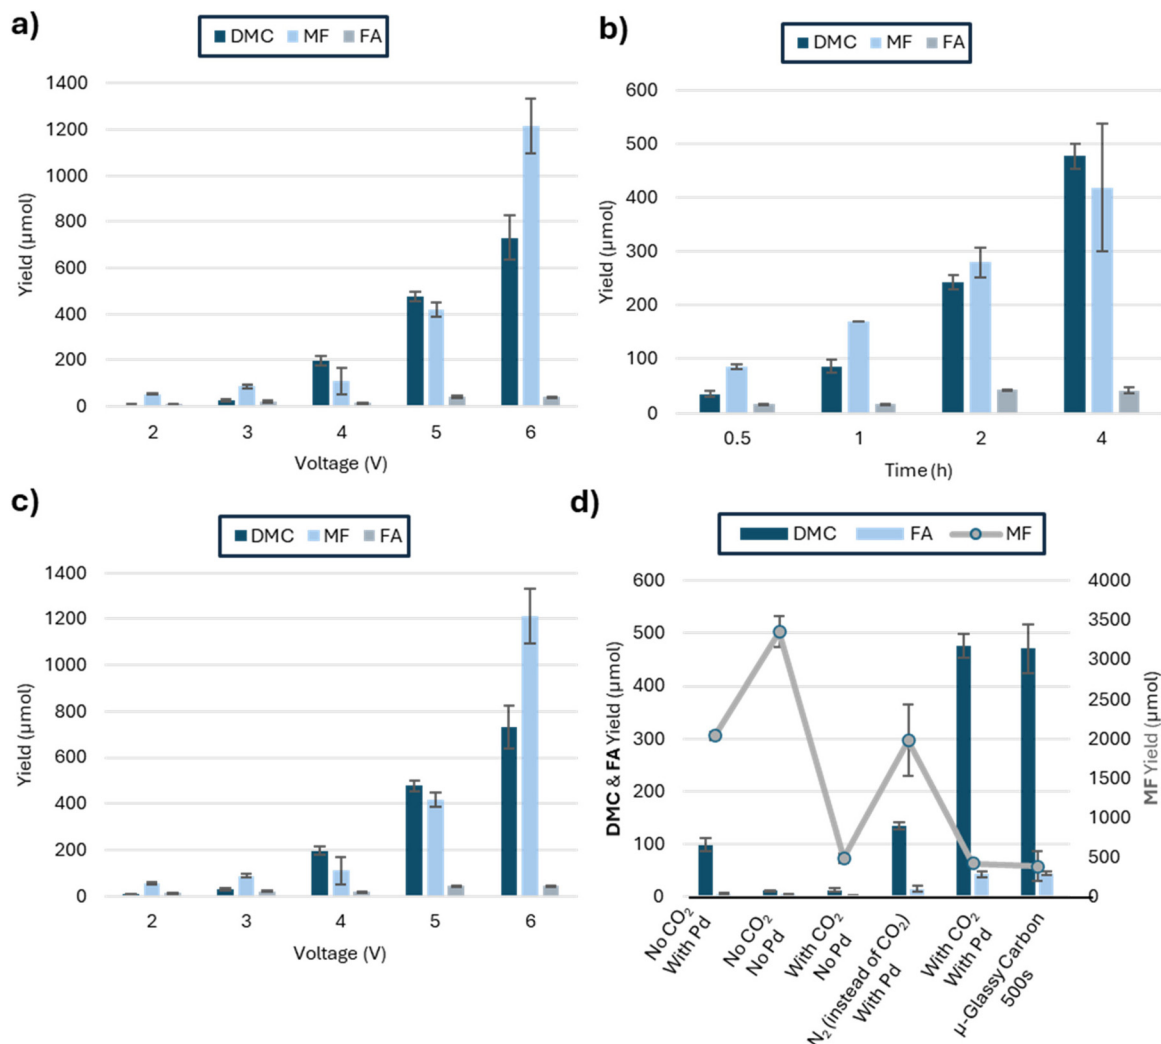 a)
DMC MF FA
1400
1200
1000
800
600
400
200
0
Yield (µmol)
2 3 4 5 6
Voltage (V)
b)
DMC MF FA
600
500
400
300
200
100
0
Yield (µmol)
0.5 1 2 4
Time (h)
c)
DMC MF FA
1400
1200
1000
800
600
400
200
0
Yield (µmol)
2 3 4 5 6
Voltage (V)
d)
DMC FA MF
600
500
400
300
200
100
0
DMC & FA Yield (µmol)
4000
3500
3000
2500
2000
1500
1000
500
0
MF Yield (µmol)
No CO₂
With Pd
No CO₂
No Pd
With CO₂
No Pd
N₂ (instead of CO₂)
With Pd
With CO₂
With Pd
µ-Glassy Carbon
500s